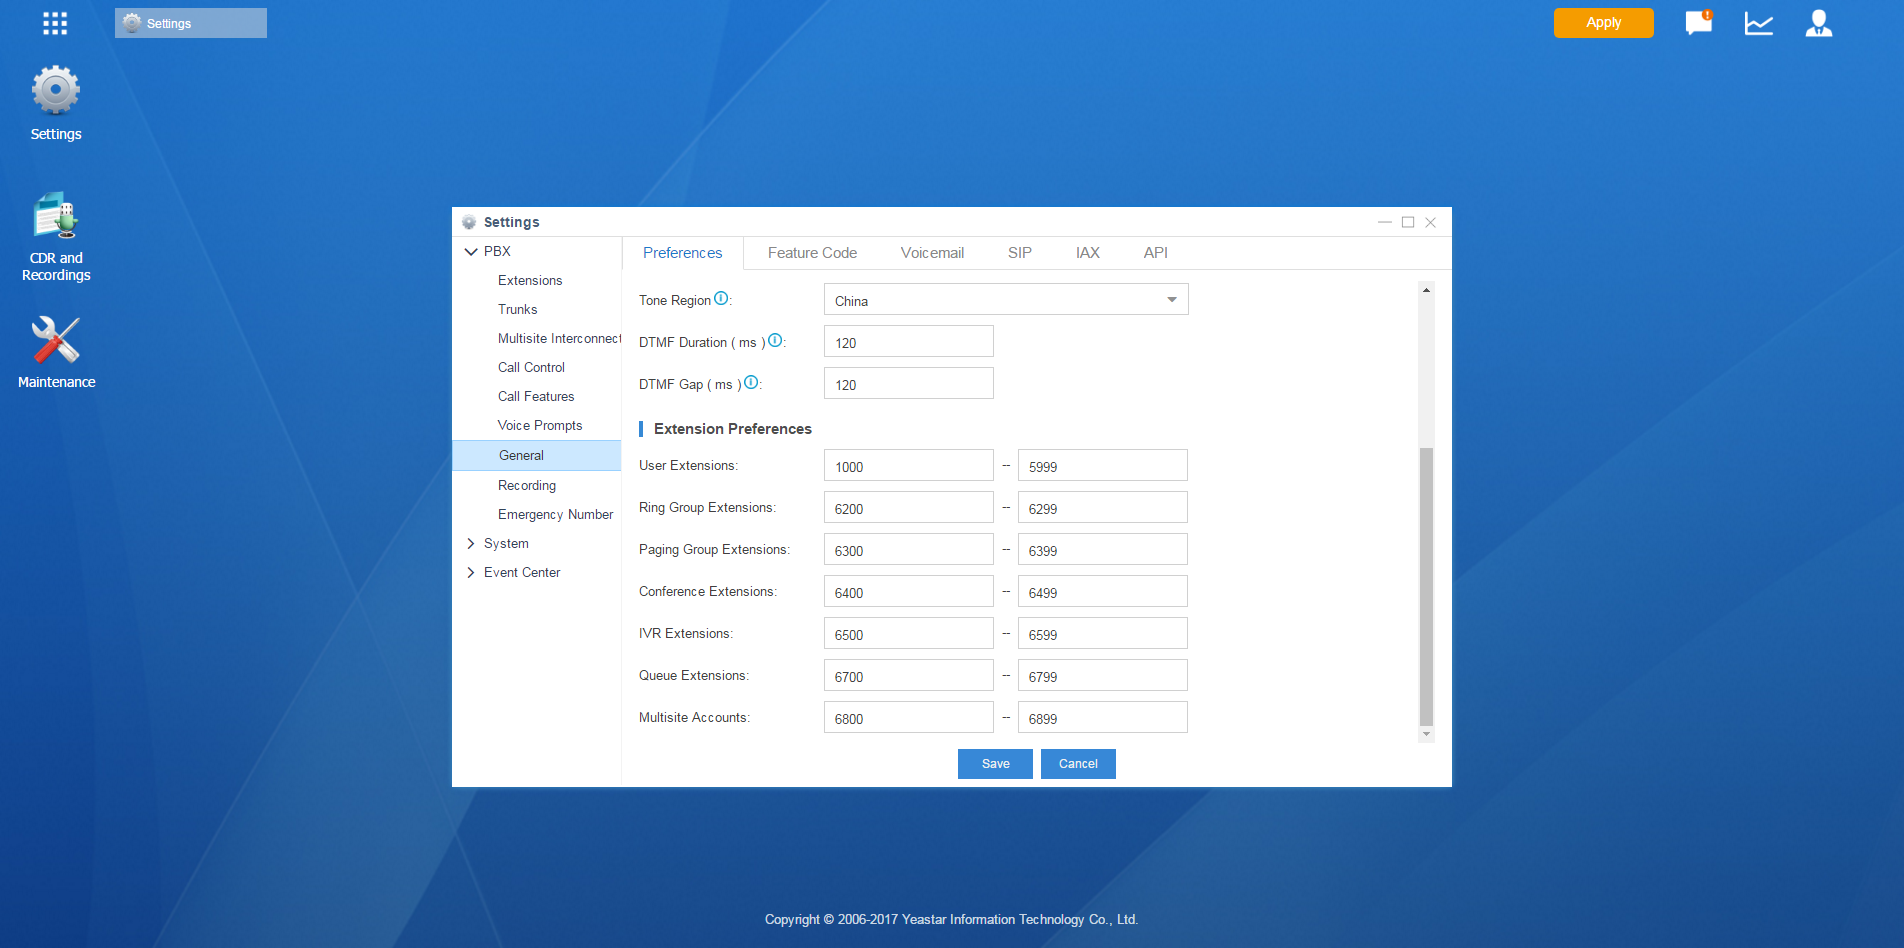 Settings
Apply
Settings
CDR and
Recordings
Maintenance
Settings
PBX
Extensions
Trunks
Multisite Interconnect
Call Control
Call Features
Voice Prompts
General
Recording
Emergency Number
System
Event Center
Preferences Feature Code Voicemail SIP IAX API
Tone Region i : China
DTMF Duration ( ms ) i : 120
DTMF Gap ( ms ) i : 120
Extension Preferences
User Extensions: 1000 -- 5999
Ring Group Extensions: 6200 -- 6299
Paging Group Extensions: 6300 -- 6399
Conference Extensions: 6400 -- 6499
IVR Extensions: 6500 -- 6599
Queue Extensions: 6700 -- 6799
Multisite Accounts: 6800 -- 6899
Save Cancel
Copyright © 2006-2017 Yeastar Information Technology Co., Ltd.